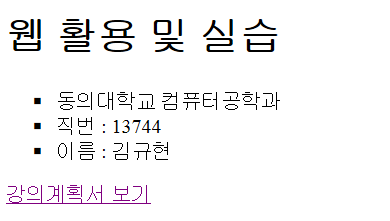 웹 활용 및 실습
동의대학교 컴퓨터공학과
직번 : 13744
이름 : 김규현
강의계획서 보기